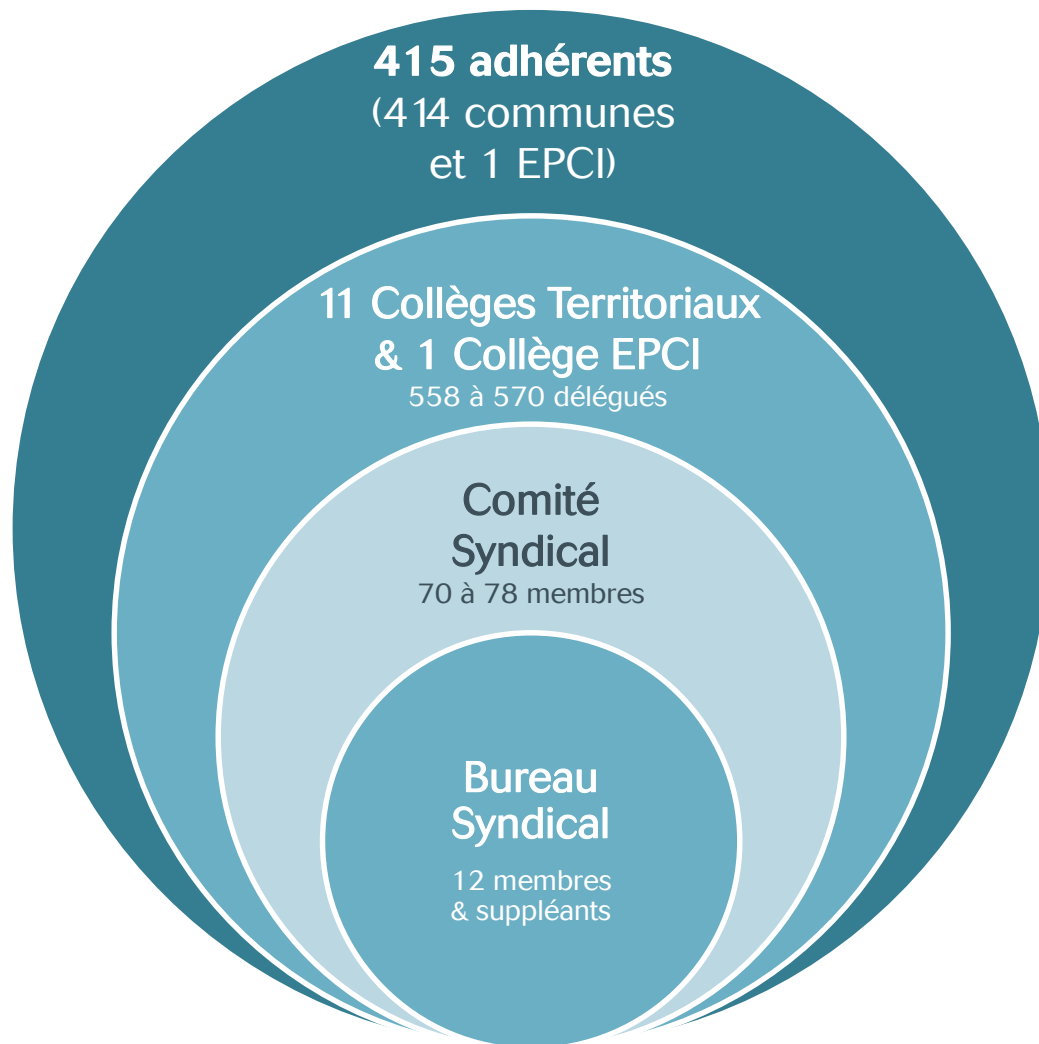 415 adhérents
(414 communes
et 1 EPCI)
11 Collèges Territoriaux
& 1 Collège EPCI
558 à 570 délégués
Comité
Syndical
70 à 78 membres
Bureau
Syndical
12 membres
& suppléants